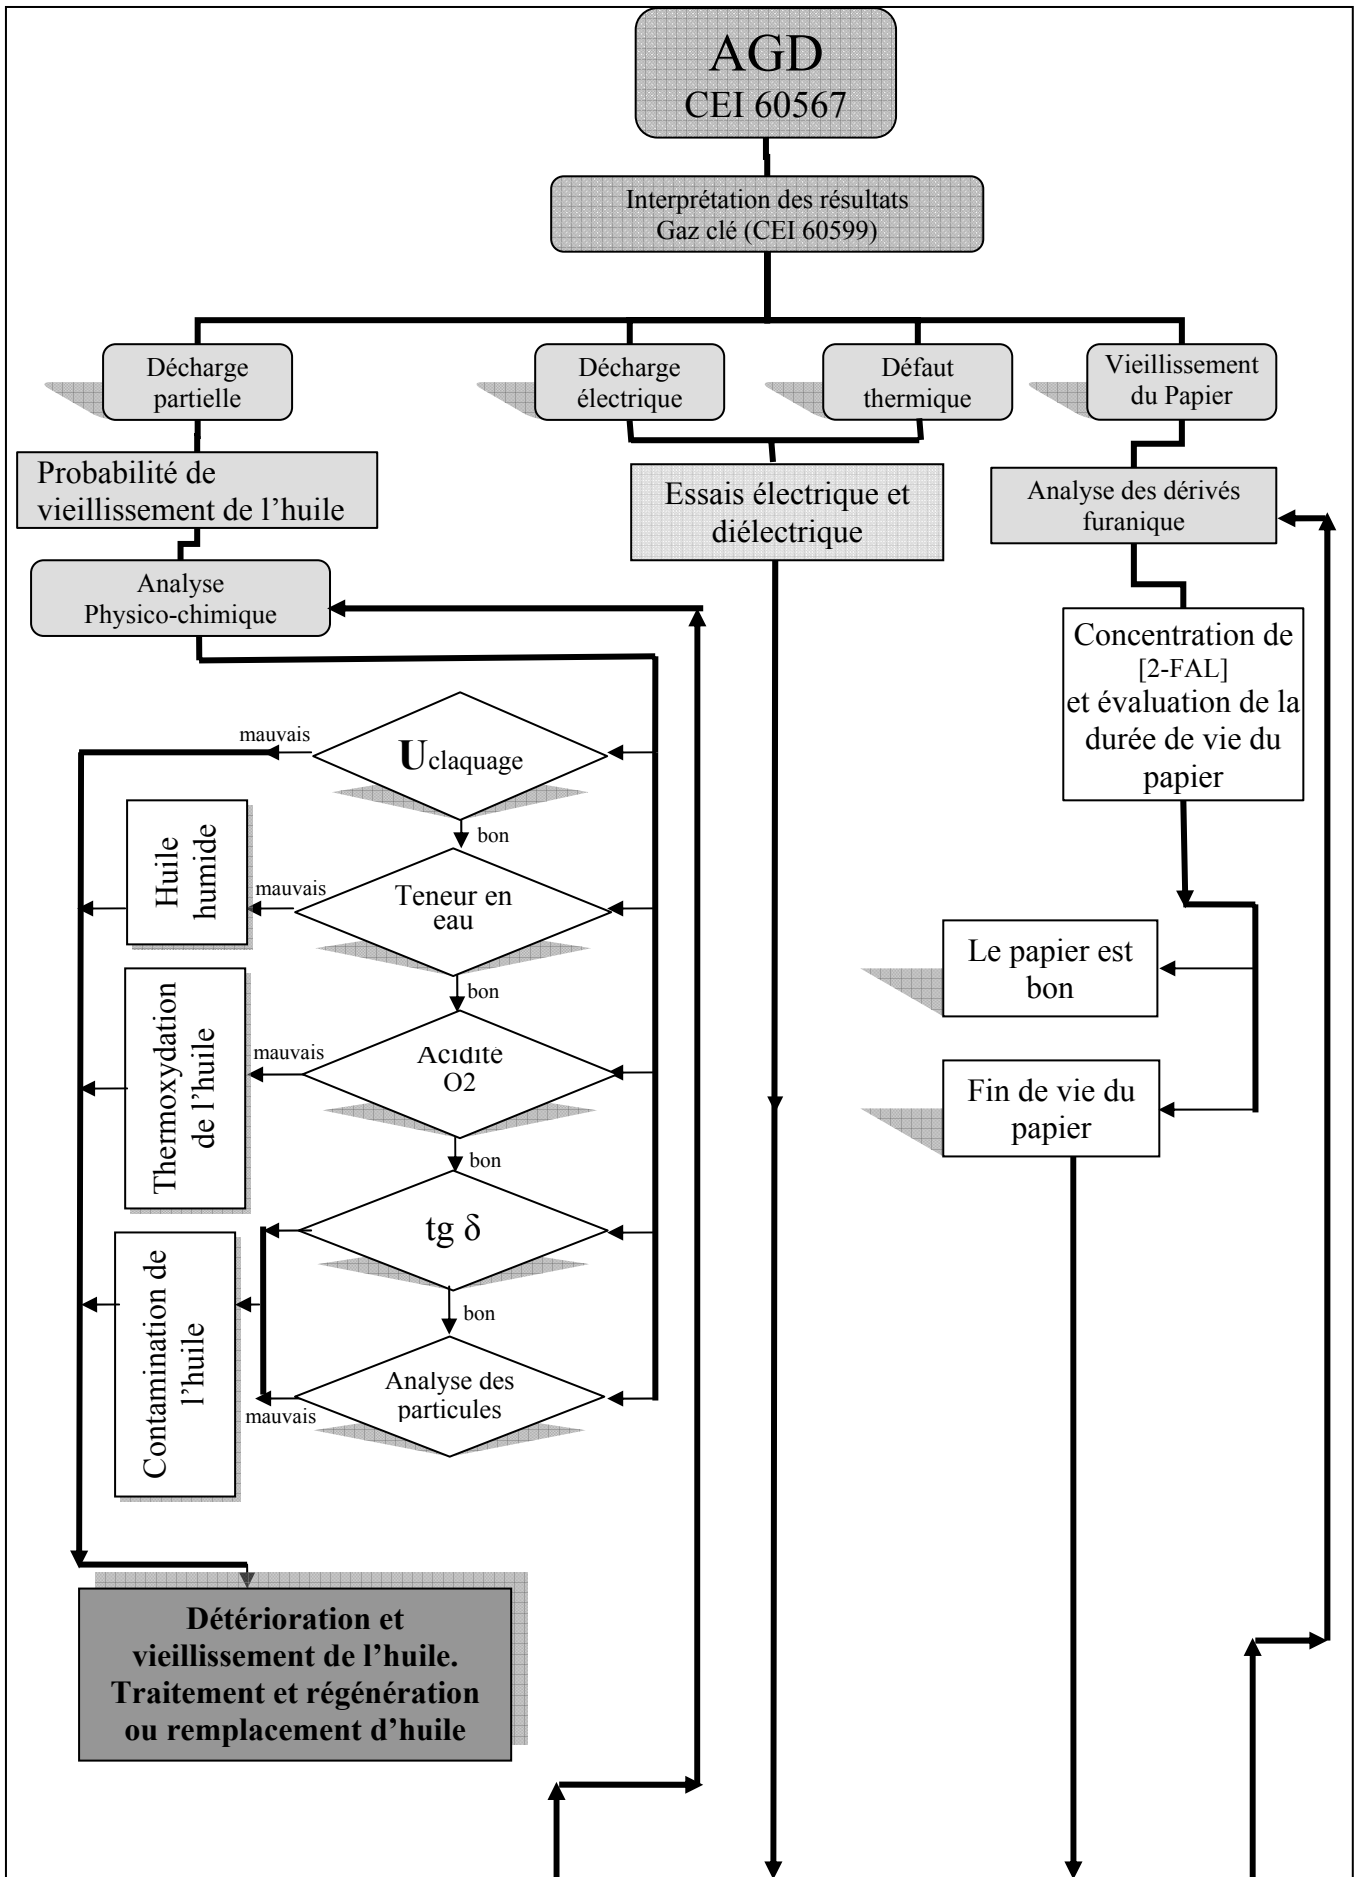 AGD
CEI 60567
Interprétation des résultats
Gaz clé (CEI 60599)
Décharge
partielle
Décharge
électrique
Défaut
thermique
Vieillissement
du Papier
Probabilité de
vieillissement de l’huile
Essais électrique et
diélectrique
Analyse des dérivés
furanique
Analyse
Physico-chimique
Concentration de
[2-FAL]
et évaluation de la
durée de vie du
papier
mauvais
Uclaquage
bon
Huile
humide
mauvais
Teneur en
eau
bon
Le papier est
bon
Thermoxydation
de l’huile
mauvais
Acidité
O2
bon
Fin de vie du
papier
tg δ
bon
Contamination de
l’huile
mauvais
Analyse des
particules
Détérioration et
vieillissement de l’huile.
Traitement et régénération
ou remplacement d’huile